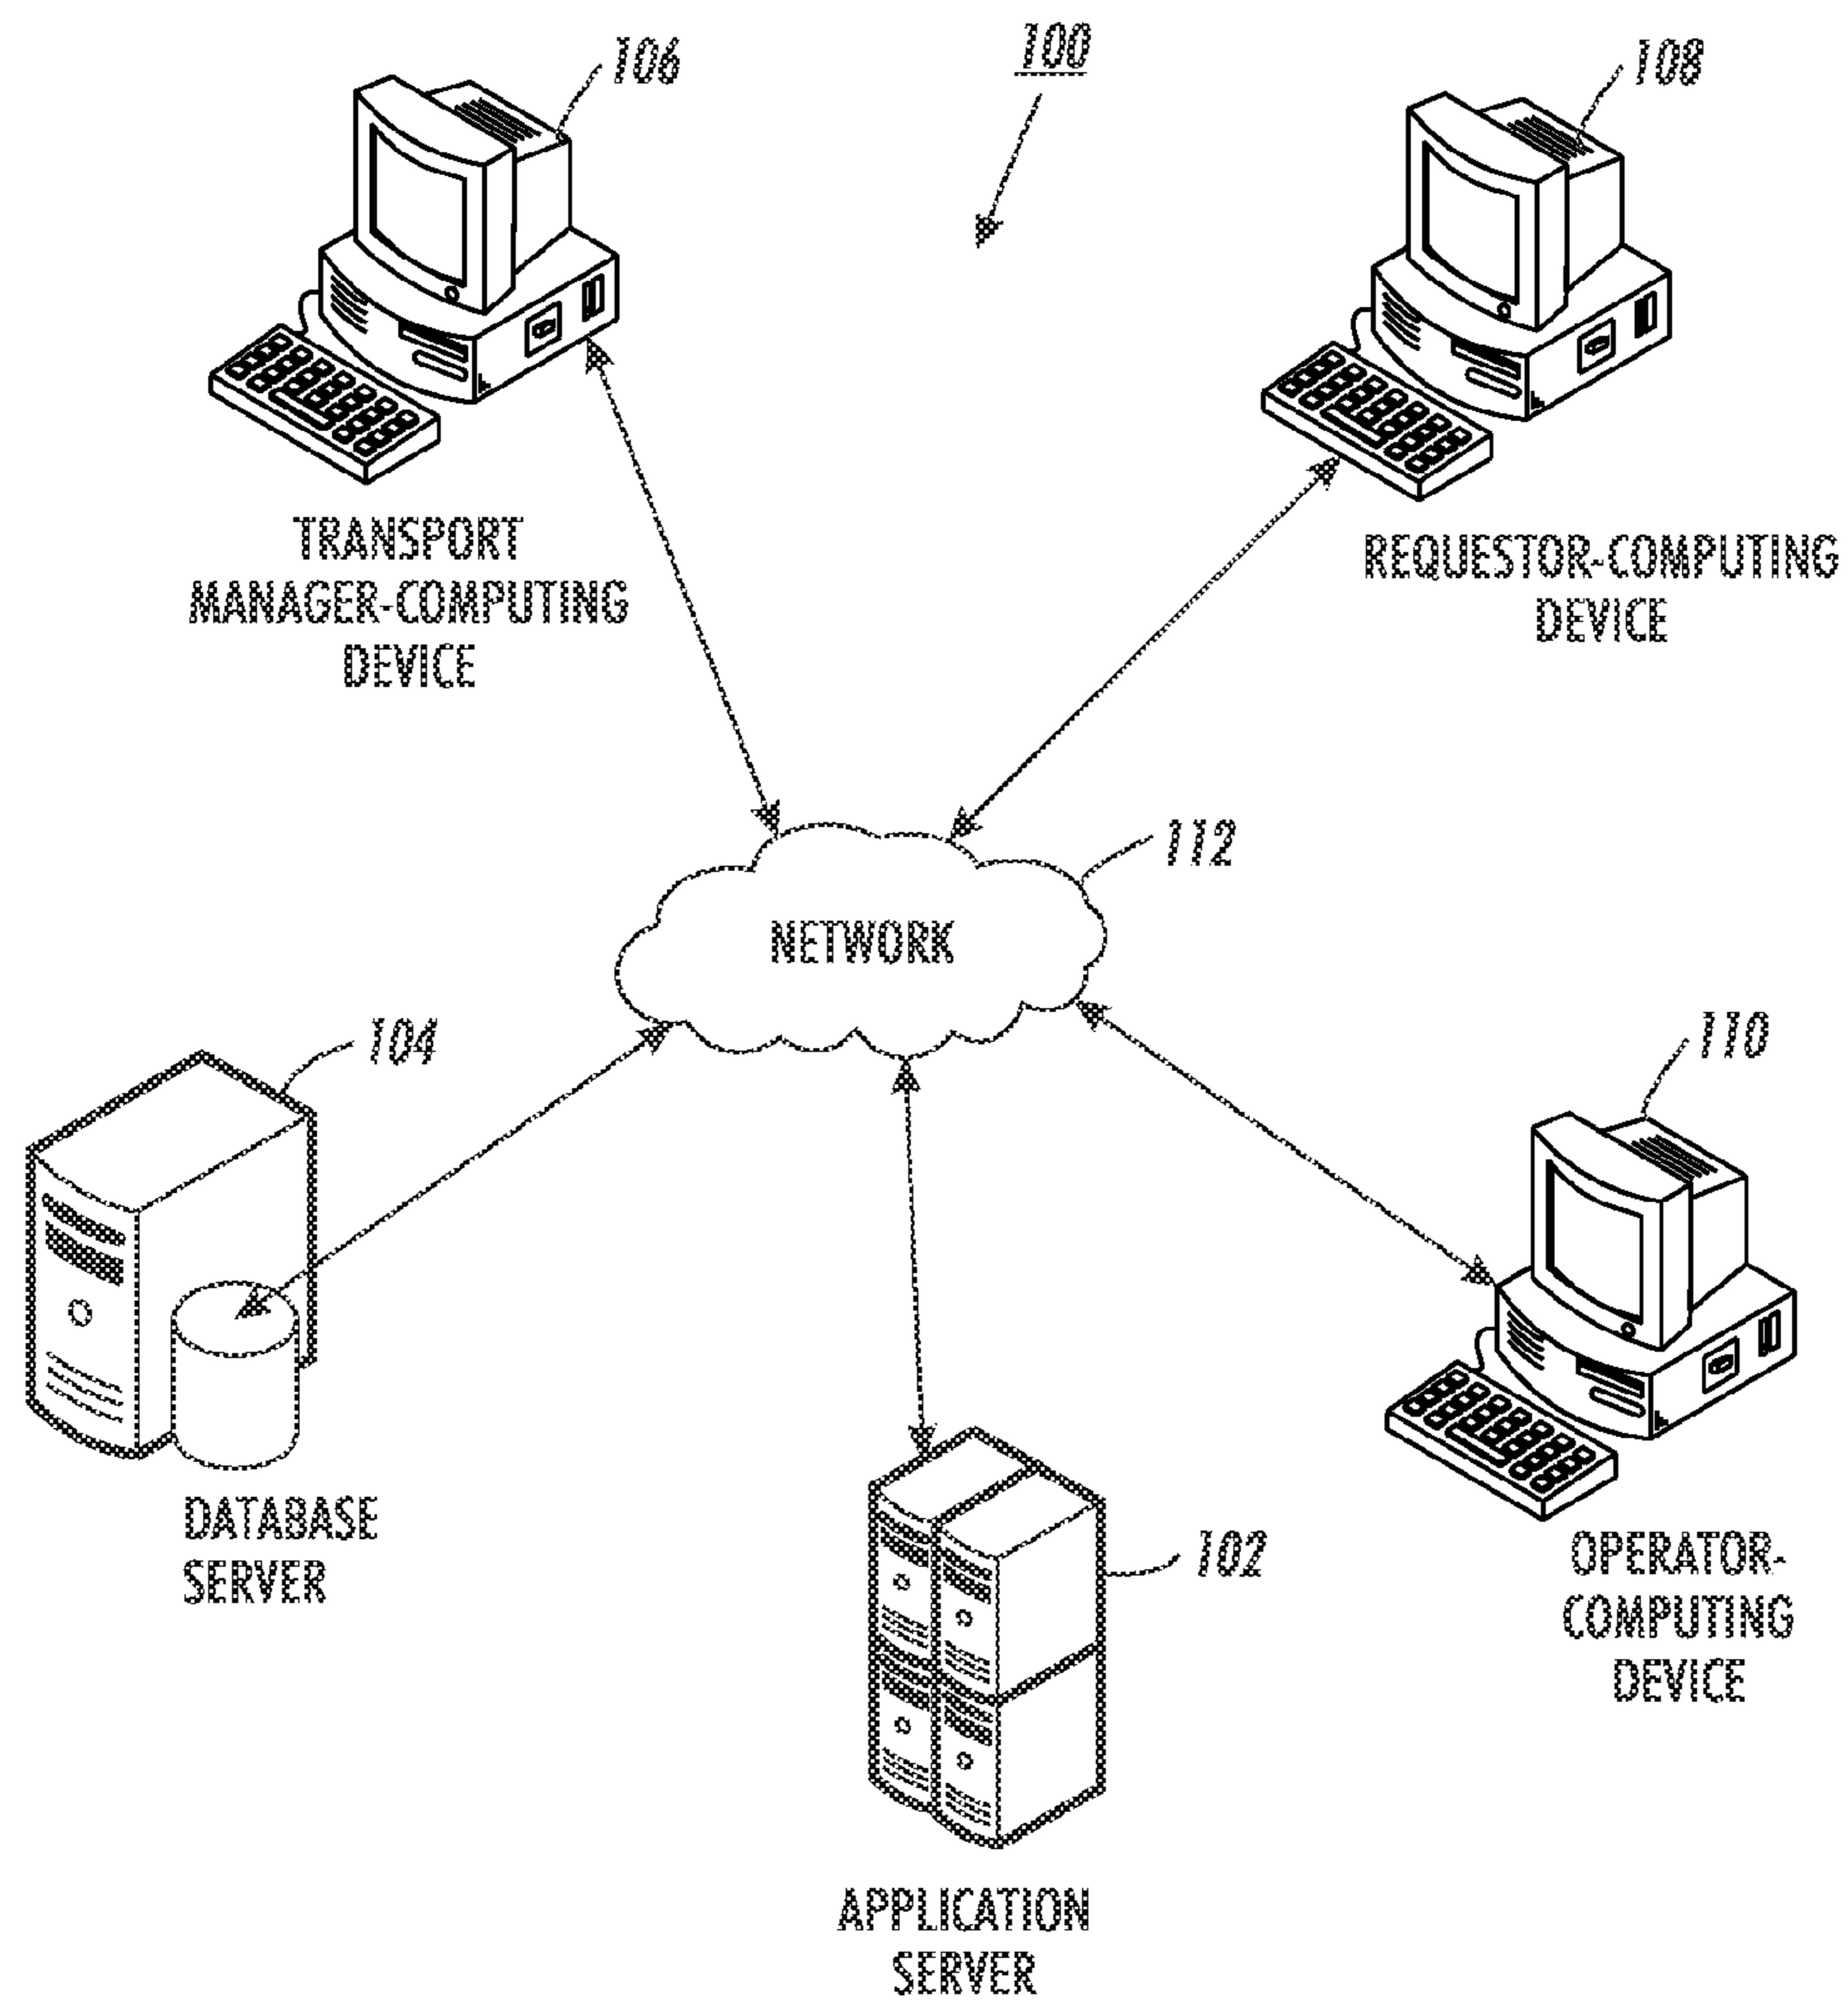 100
106
108
TRANSPORT
MANAGER-COMPUTING
DEVICE
REQUESTOR-COMPUTING
DEVICE
112
NETWORK
104
110
DATABASE
SERVER
102
OPERATOR-
COMPUTING
DEVICE
APPLICATION
SERVER